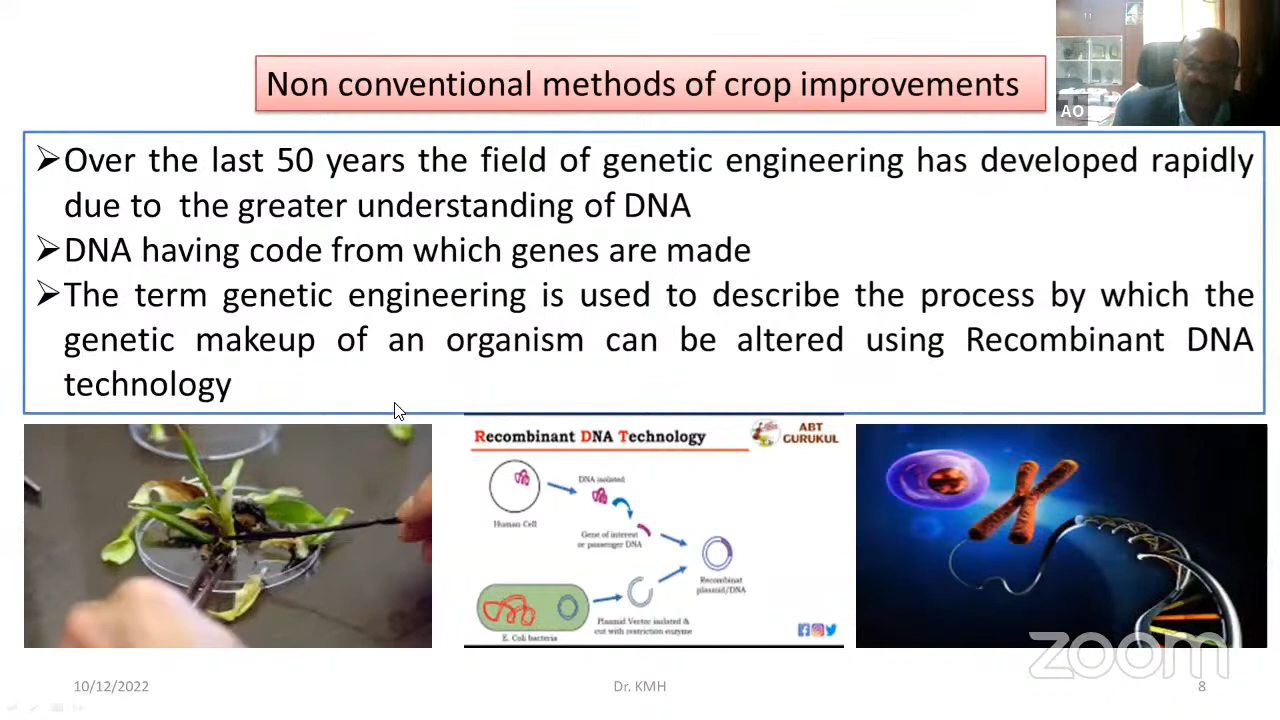 Non conventional methods of crop improvements
AO
➢Over the last 50 years the field of genetic engineering has developed rapidly
due to the greater understanding of DNA
➢DNA having code from which genes are made
➢The term genetic engineering is used to describe the process by which the
genetic makeup of an organism can be altered using Recombinant DNA
technology
Recombinant DNA Technology
ABT
GURUKUL
DNA isolated
Human Cell
Gene of interest
or passenger DNA
Recombinat
plasmid/DNA
Plasmid Vector isolated &
cut with restriction enzyme
E. Coli bacteria
zoom
10/12/2022
Dr. KMH
8